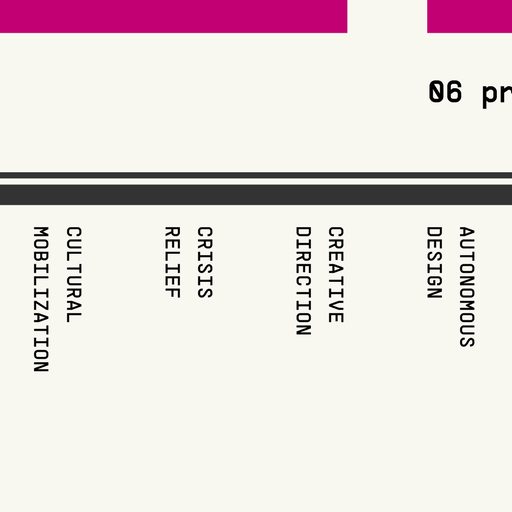 06 pr
CULTURAL
MOBILIZATION
CRISIS
RELIEF
CREATIVE
DIRECTION
AUTONOMOUS
DESIGN